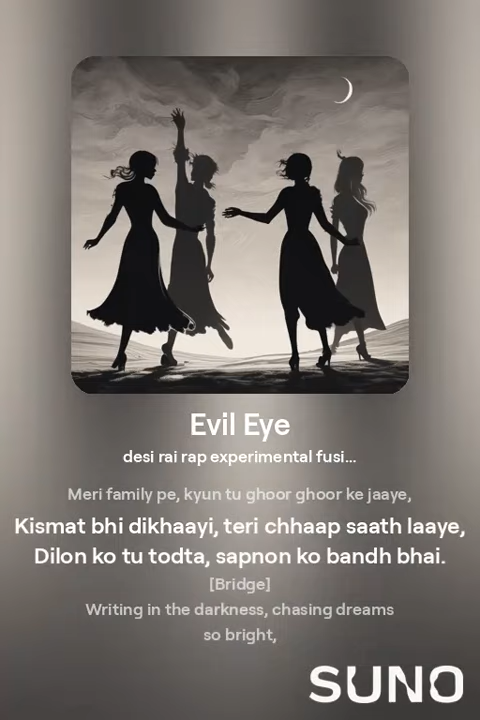 Evil Eye
desi rai rap experimental fusi...
Meri family pe, kyun tu ghoor ghoor ke jaaye,
Kismat bhi dikhaayi, teri chhaap saath laaye,
Dilon ko tu todta, sapnon ko bandh bhai.
[Bridge]
Writing in the darkness, chasing dreams
so bright,
SUNO